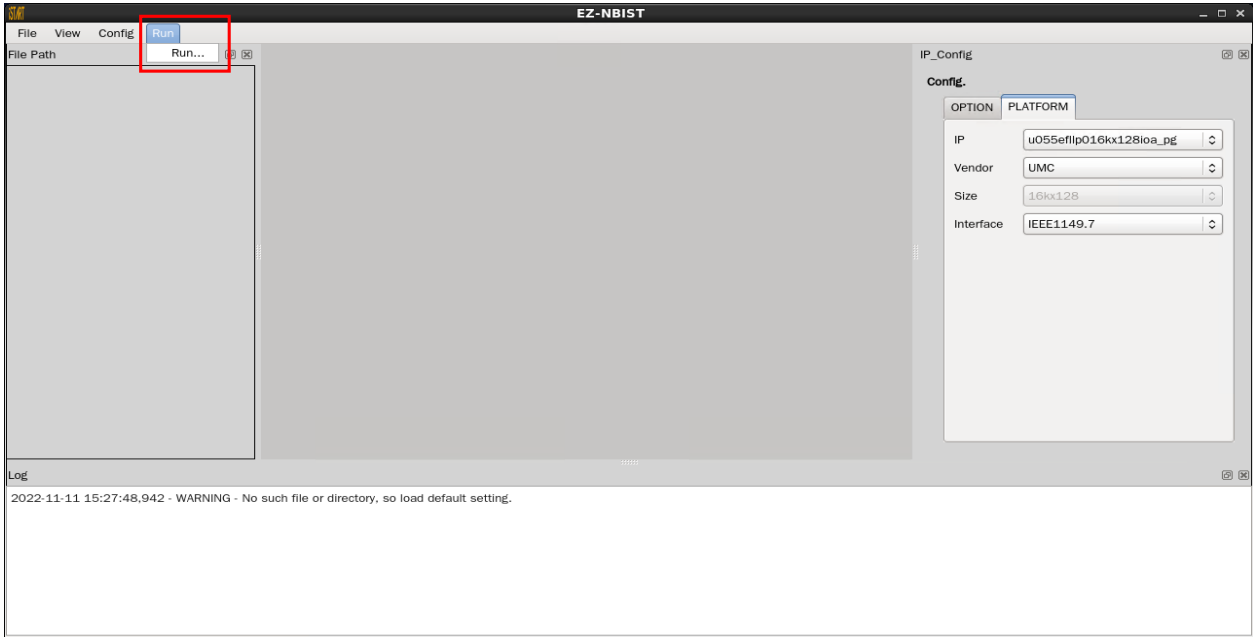 iSTART
EZ-NBIST
File View Config Run
Run...
File Path
IP_Config
Config.
OPTION PLATFORM
IP u055efllp016kx128ioa_pg
Vendor UMC
Size 16kx128
Interface IEEE1149.7
Log
2022-11-11 15:27:48,942 - WARNING - No such file or directory, so load default setting.